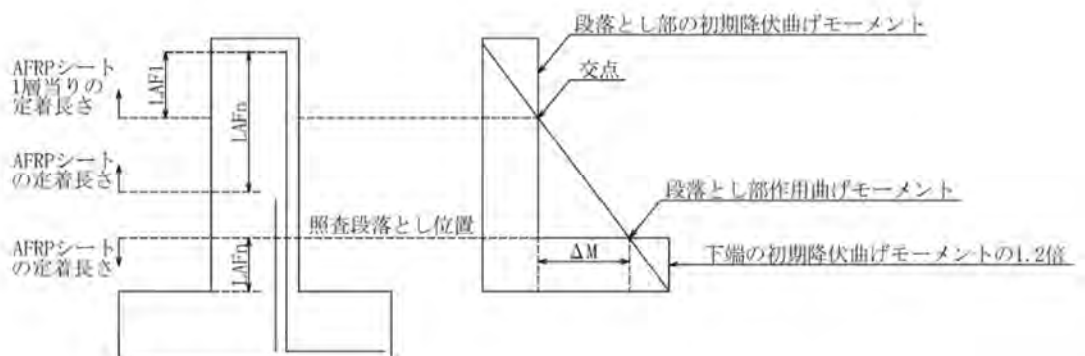 段落とし部の初期降伏曲げモーメント
AFRPシート
1層当りの
定着長さ
LAF1
LAFn
交点
AFRPシート
の定着長さ
段落とし部作用曲げモーメント
照査段落とし位置
AFRPシート
の定着長さ
LAFn
ΔM
下端の初期降伏曲げモーメントの1.2倍